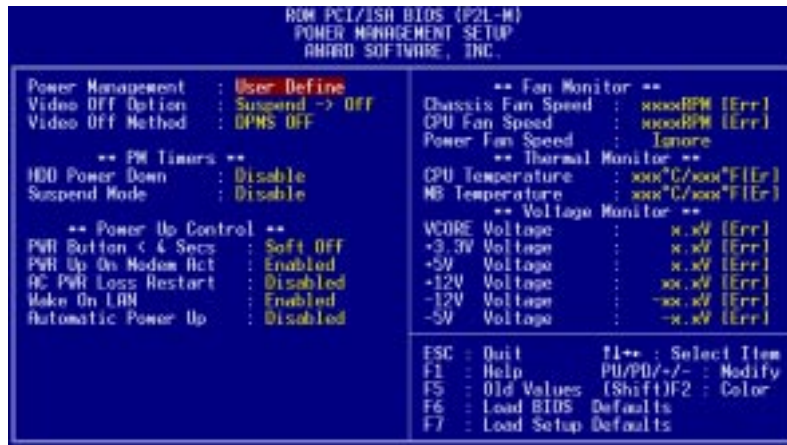 ROM PCI/ISA BIOS (P2L-M)
POWER MANAGEMENT SETUP
AWARD SOFTWARE, INC.
Power Management : User Define
Video Off Option : Suspend -> Off
Video Off Method : DPMS OFF
** PM Timers **
HDD Power Down : Disable
Suspend Mode : Disable
** Power Up Control **
PWR Button < 4 Secs : Soft Off
PWR Up On Modem Act : Enabled
AC PWR Loss Restart : Disabled
Wake On LAN : Enabled
Automatic Power Up : Disabled
** Fan Monitor **
Chassis Fan Speed : xxxxRPM [Err]
CPU Fan Speed : xxxxRPM [Err]
Power Fan Speed : Ignore
** Thermal Monitor **
CPU Temperature : xxx°C/xxx°F[Er]
MB Temperature : xxx°C/xxx°F[Er]
** Voltage Monitor **
VCORE Voltage : x.xV [Err]
+3.3V Voltage : x.xV [Err]
+5V Voltage : x.xV [Err]
+12V Voltage : xx.xV [Err]
-12V Voltage : -xx.xV [Err]
-5V Voltage : -x.xV [Err]
ESC : Quit ↑↓→← : Select Item
F1 : Help PU/PD/+/- : Modify
F5 : Old Values (Shift)F2 : Color
F6 : Load BIOS Defaults
F7 : Load Setup Defaults